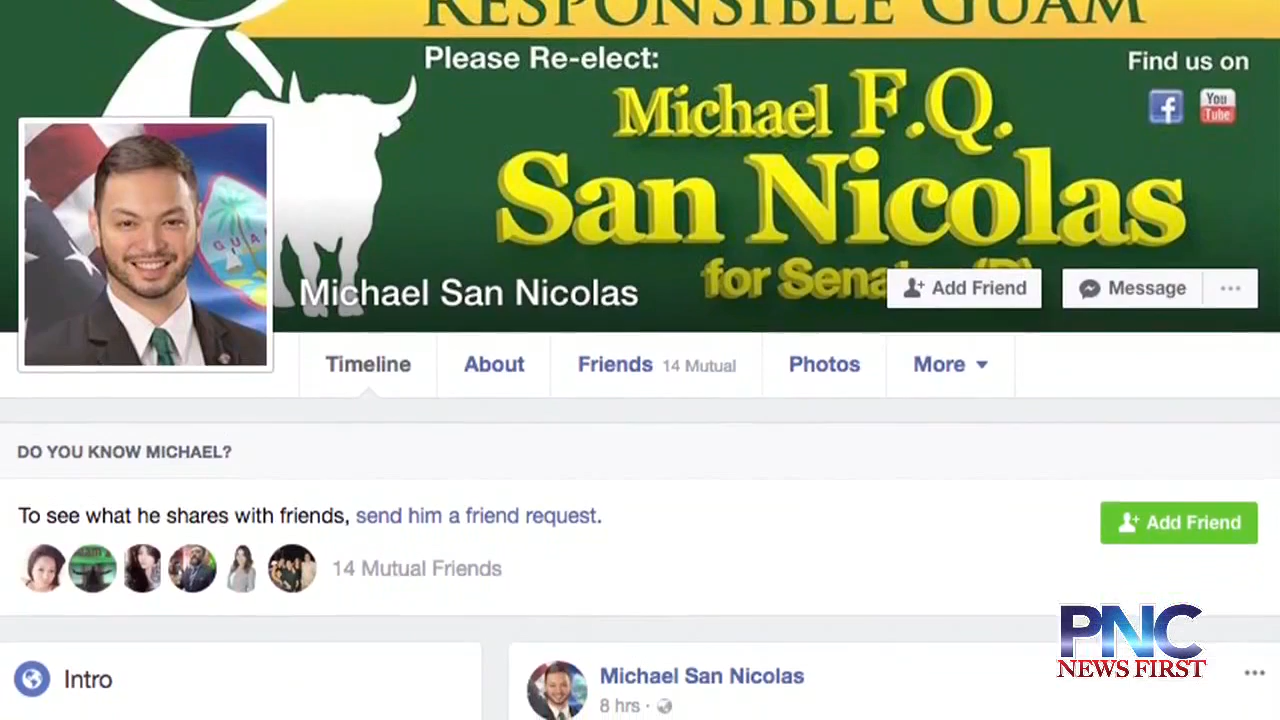 RESPONSIBLE GUAM
Please Re-elect:
Find us on
Michael F.Q.
f You Tube
San Nicolas
for Senator (D)
GUA
Michael San Nicolas
Add Friend
Message
Timeline
About
Friends 14 Mutual
Photos
More
DO YOU KNOW MICHAEL?
To see what he shares with friends, send him a friend request.
Add Friend
14 Mutual Friends
PNC
NEWS FIRST
Intro
Michael San Nicolas
8 hrs ·